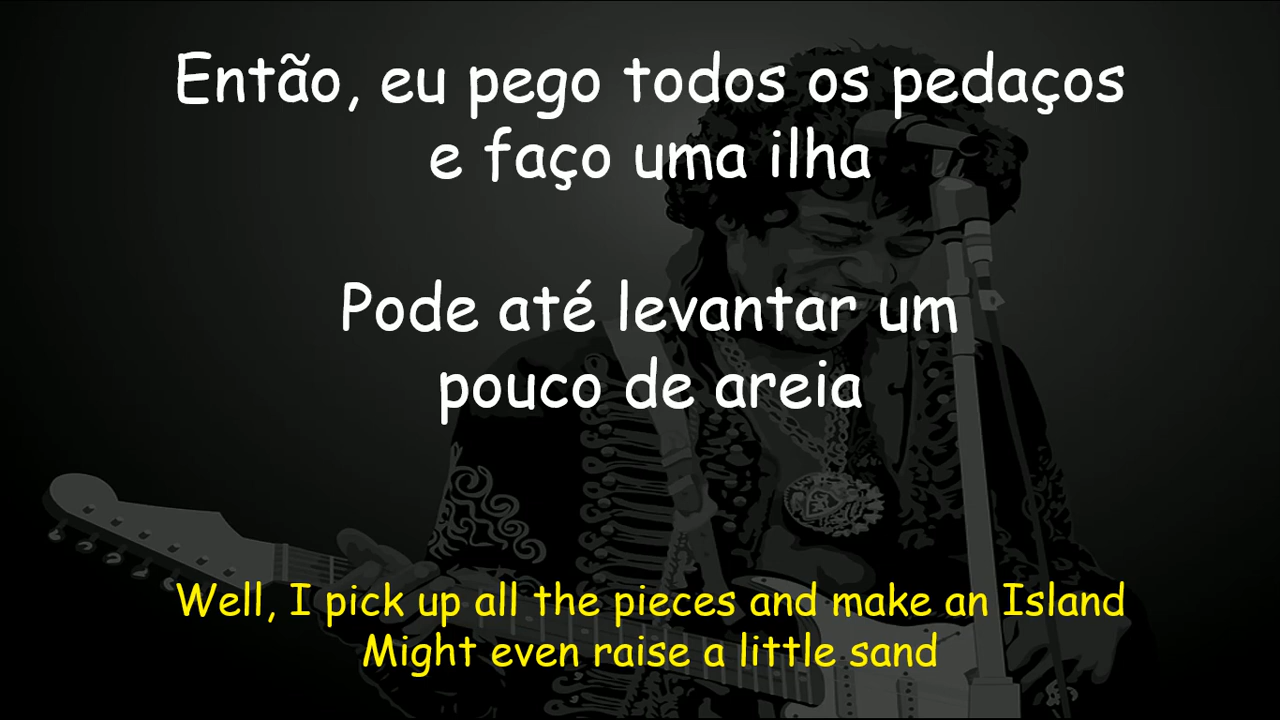 Então, eu pego todos os pedaços
e faço uma ilha
Pode até levantar um
pouco de areia
Well, I pick up all the pieces and make an Island
Might even raise a little sand